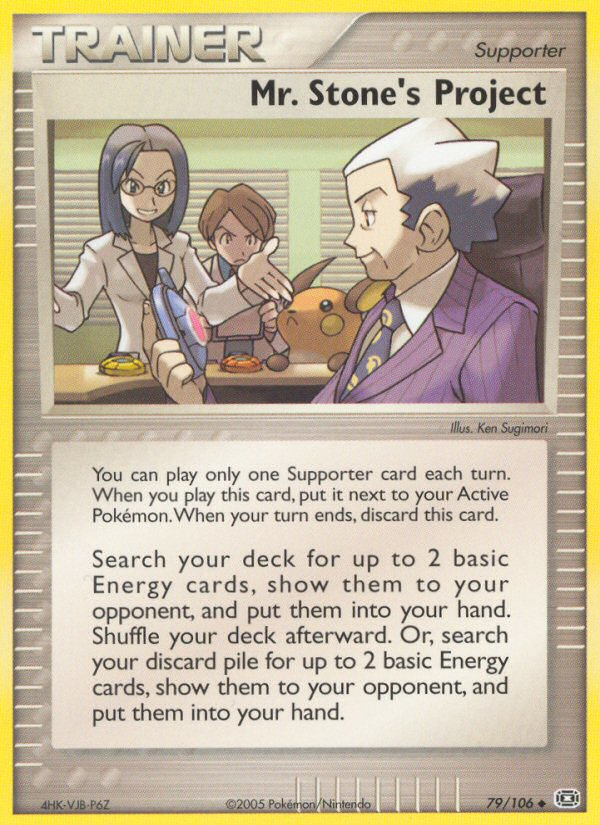 TRAINER
Supporter
Mr. Stone's Project
Illus. Ken Sugimori
You can play only one Supporter card each turn.
When you play this card, put it next to your Active
Pokémon. When your turn ends, discard this card.
Search your deck for up to 2 basic
Energy cards, show them to your
opponent, and put them into your hand.
Shuffle your deck afterward. Or, search
your discard pile for up to 2 basic Energy
cards, show them to your opponent, and
put them into your hand.
4HK-VJB-P6Z
©2005 Pokémon/Nintendo
79/106